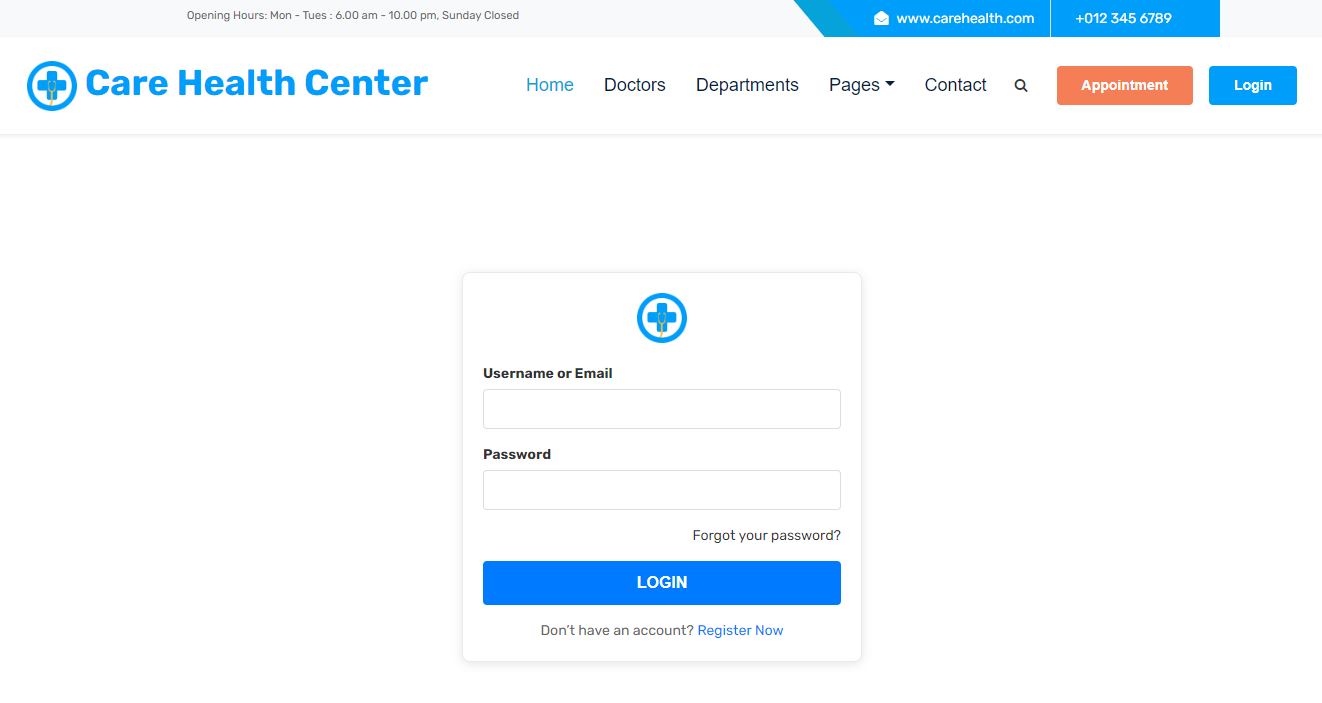 Opening Hours: Mon - Tues : 6.00 am - 10.00 pm, Sunday Closed
www.carehealth.com
+012 345 6789
Care Health Center
Home
Doctors
Departments
Pages
Contact
Appointment
Login
Username or Email
Password
Forgot your password?
LOGIN
Don't have an account? Register Now